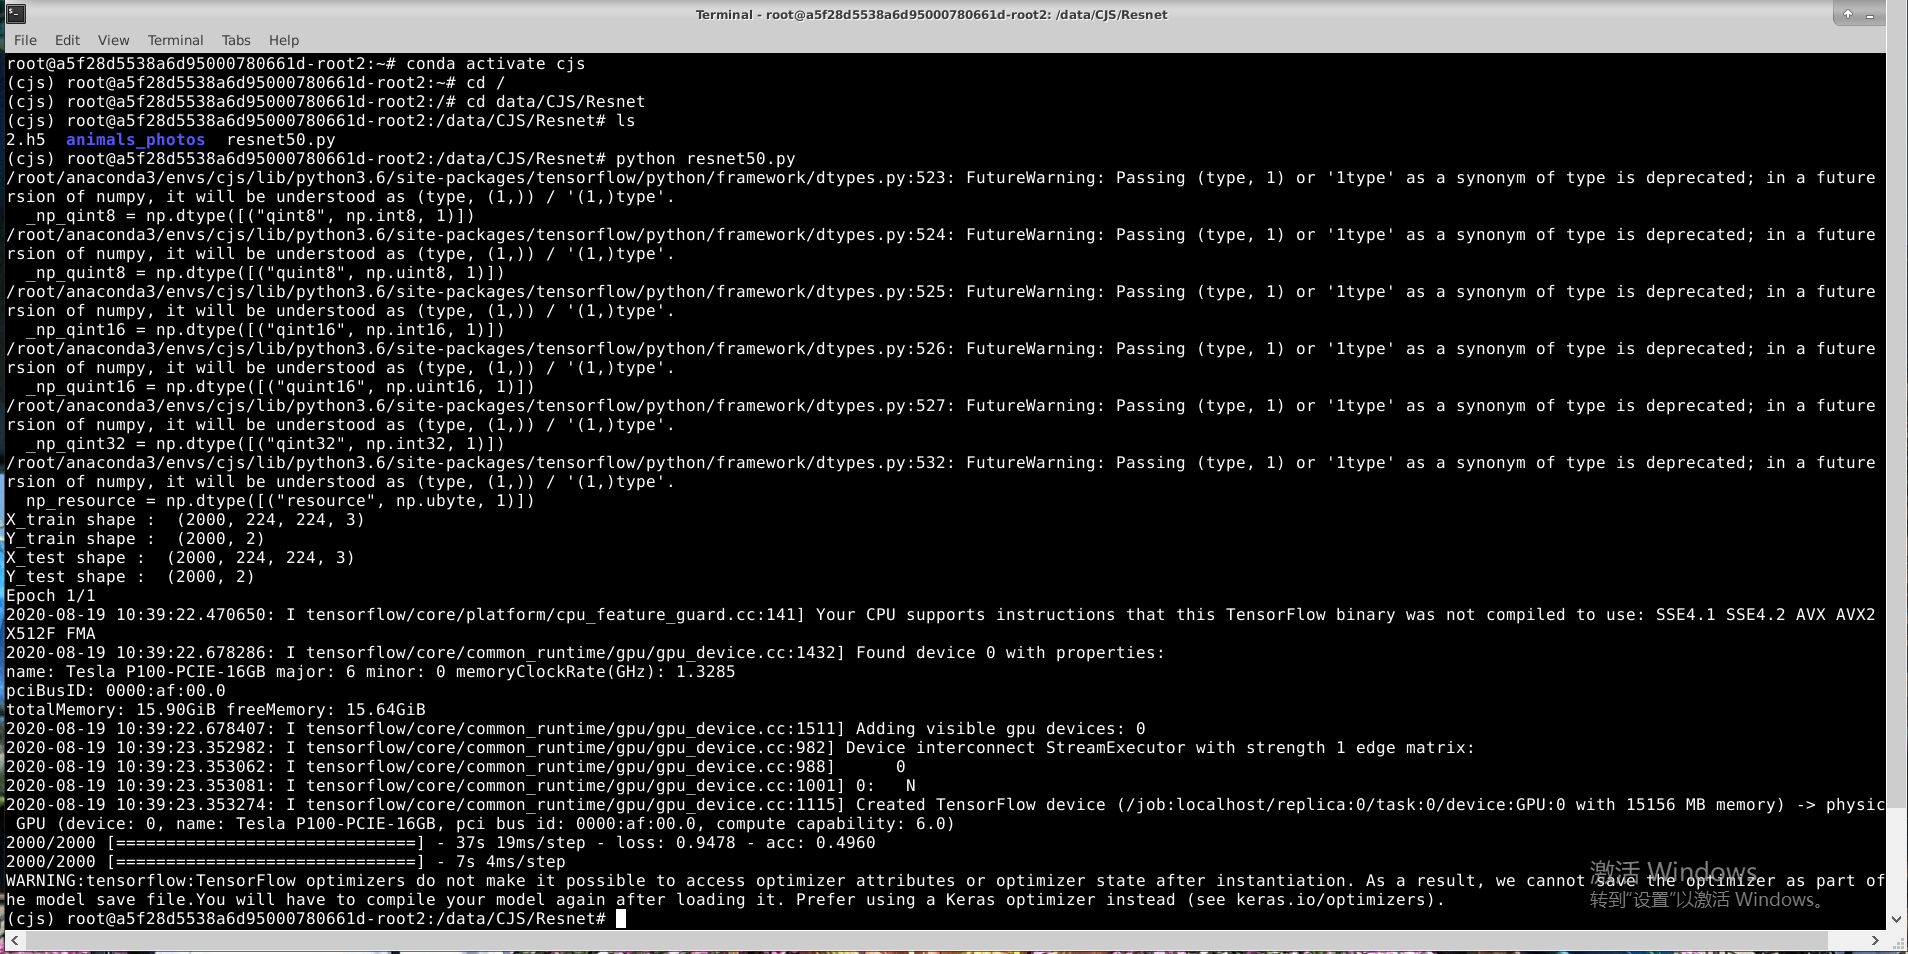 Terminal - root@a5f28d5538a6d95000780661d-root2: /data/CJS/Resnet
File Edit View Terminal Tabs Help
root@a5f28d5538a6d95000780661d-root2:~# conda activate cjs
(cjs) root@a5f28d5538a6d95000780661d-root2:~# cd /
(cjs) root@a5f28d5538a6d95000780661d-root2:/# cd data/CJS/Resnet
(cjs) root@a5f28d5538a6d95000780661d-root2:/data/CJS/Resnet# ls
2.h5  animals_photos  resnet50.py
(cjs) root@a5f28d5538a6d95000780661d-root2:/data/CJS/Resnet# python resnet50.py
/root/anaconda3/envs/cjs/lib/python3.6/site-packages/tensorflow/python/framework/dtypes.py:523: FutureWarning: Passing (type, 1) or '1type' as a synonym of type is deprecated; in a future
rsion of numpy, it will be understood as (type, (1,)) / '(1,)type'.
  _np_qint8 = np.dtype([("qint8", np.int8, 1)])
/root/anaconda3/envs/cjs/lib/python3.6/site-packages/tensorflow/python/framework/dtypes.py:524: FutureWarning: Passing (type, 1) or '1type' as a synonym of type is deprecated; in a future
rsion of numpy, it will be understood as (type, (1,)) / '(1,)type'.
  _np_quint8 = np.dtype([("quint8", np.uint8, 1)])
/root/anaconda3/envs/cjs/lib/python3.6/site-packages/tensorflow/python/framework/dtypes.py:525: FutureWarning: Passing (type, 1) or '1type' as a synonym of type is deprecated; in a future
rsion of numpy, it will be understood as (type, (1,)) / '(1,)type'.
  _np_qint16 = np.dtype([("qint16", np.int16, 1)])
/root/anaconda3/envs/cjs/lib/python3.6/site-packages/tensorflow/python/framework/dtypes.py:526: FutureWarning: Passing (type, 1) or '1type' as a synonym of type is deprecated; in a future
rsion of numpy, it will be understood as (type, (1,)) / '(1,)type'.
  _np_quint16 = np.dtype([("quint16", np.uint16, 1)])
/root/anaconda3/envs/cjs/lib/python3.6/site-packages/tensorflow/python/framework/dtypes.py:527: FutureWarning: Passing (type, 1) or '1type' as a synonym of type is deprecated; in a future
rsion of numpy, it will be understood as (type, (1,)) / '(1,)type'.
  _np_qint32 = np.dtype([("qint32", np.int32, 1)])
/root/anaconda3/envs/cjs/lib/python3.6/site-packages/tensorflow/python/framework/dtypes.py:532: FutureWarning: Passing (type, 1) or '1type' as a synonym of type is deprecated; in a future
rsion of numpy, it will be understood as (type, (1,)) / '(1,)type'.
  np_resource = np.dtype([("resource", np.ubyte, 1)])
X_train shape :  (2000, 224, 224, 3)
Y_train shape :  (2000, 2)
X_test shape :  (2000, 224, 224, 3)
Y_test shape :  (2000, 2)
Epoch 1/1
2020-08-19 10:39:22.470650: I tensorflow/core/platform/cpu_feature_guard.cc:141] Your CPU supports instructions that this TensorFlow binary was not compiled to use: SSE4.1 SSE4.2 AVX AVX2
X512F FMA
2020-08-19 10:39:22.678286: I tensorflow/core/common_runtime/gpu/gpu_device.cc:1432] Found device 0 with properties:
name: Tesla P100-PCIE-16GB major: 6 minor: 0 memoryClockRate(GHz): 1.3285
pciBusID: 0000:af:00.0
totalMemory: 15.90GiB freeMemory: 15.64GiB
2020-08-19 10:39:22.678407: I tensorflow/core/common_runtime/gpu/gpu_device.cc:1511] Adding visible gpu devices: 0
2020-08-19 10:39:23.352982: I tensorflow/core/common_runtime/gpu/gpu_device.cc:982] Device interconnect StreamExecutor with strength 1 edge matrix:
2020-08-19 10:39:23.353062: I tensorflow/core/common_runtime/gpu/gpu_device.cc:988]      0
2020-08-19 10:39:23.353081: I tensorflow/core/common_runtime/gpu/gpu_device.cc:1001] 0:   N
2020-08-19 10:39:23.353274: I tensorflow/core/common_runtime/gpu/gpu_device.cc:1115] Created TensorFlow device (/job:localhost/replica:0/task:0/device:GPU:0 with 15156 MB memory) -> physic
 GPU (device: 0, name: Tesla P100-PCIE-16GB, pci bus id: 0000:af:00.0, compute capability: 6.0)
2000/2000 [==============================] - 37s 19ms/step - loss: 0.9478 - acc: 0.4960
2000/2000 [==============================] - 7s 4ms/step
WARNING:tensorflow:TensorFlow optimizers do not make it possible to access optimizer attributes or optimizer state after instantiation. As a result, we cannot save the optimizer as part of
he model save file.You will have to compile your model again after loading it. Prefer using a Keras optimizer instead (see keras.io/optimizers).
(cjs) root@a5f28d5538a6d95000780661d-root2:/data/CJS/Resnet#
激活 Windows
转到"设置"以激活 Windows。